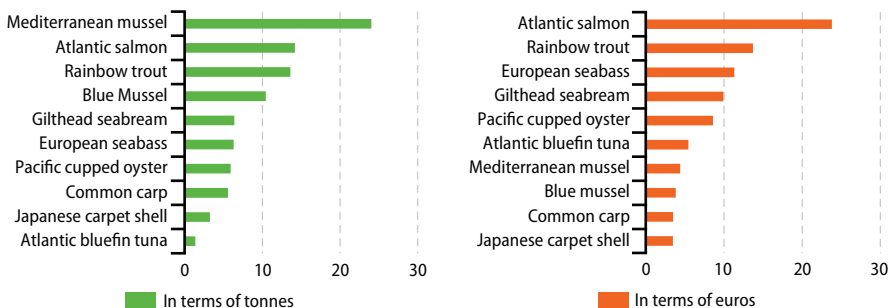 Mediterranean mussel
Atlantic salmon
Rainbow trout
Blue Mussel
Gilthead seabream
European seabass
Pacific cupped oyster
Common carp
Japanese carpet shell
Atlantic bluefin tuna
0 10 20 30
In terms of tonnes
Atlantic salmon
Rainbow trout
European seabass
Gilthead seabream
Pacific cupped oyster
Atlantic bluefin tuna
Mediterranean mussel
Blue mussel
Common carp
Japanese carpet shell
0 10 20 30
In terms of euros